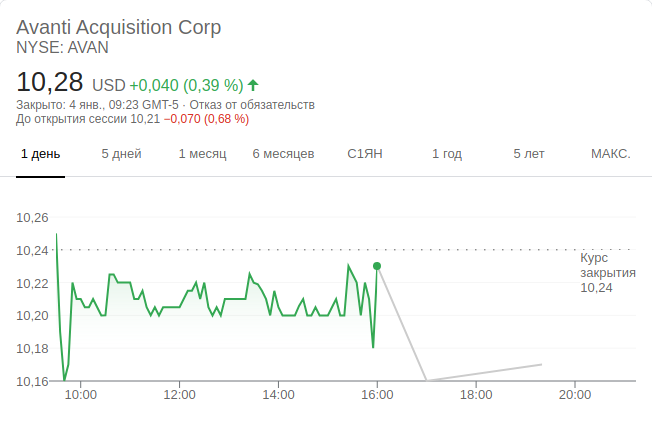 Avanti Acquisition Corp
NYSE: AVAN
10,28 USD +0,040 (0,39 %)
Закрыто: 4 янв., 09:23 GMT-5 · Отказ от обязательств
До открытия сессии 10,21 −0,070 (0,68 %)
1 день 5 дней 1 месяц 6 месяцев С1ЯН 1 год 5 лет МАКС.
10,26
10,24
Курс
закрытия
10,24
10,22
10,20
10,18
10,16
10:00 12:00 14:00 16:00 18:00 20:00